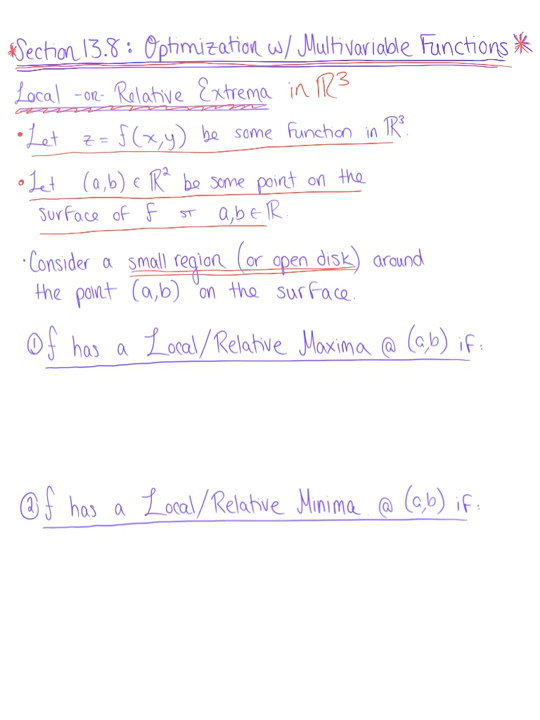 *Section 13.8: Optimization w/ Multivariable Functions*
Local -or- Relative Extrema in ℝ³
• Let z = f(x,y) be some function in ℝ³.
• Let (a,b) ∈ ℝ² be some point on the
surface of f st a,b ∈ ℝ.
• Consider a small region (or open disk) around
the point (a,b) on the surface.
① f has a Local/Relative Maxima @ (a,b) if:
② f has a Local/Relative Minima @ (a,b) if: